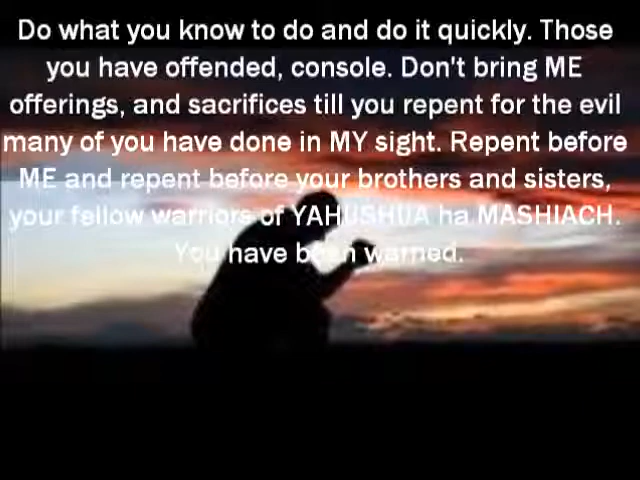 Do what you know to do and do it quickly. Those
you have offended, console. Don't bring ME
offerings, and sacrifices till you repent for the evil
many of you have done in MY sight. Repent before
ME and repent before your brothers and sisters,
your fellow warriors of YAHUSHUA ha MASHIACH.
You have been warned.